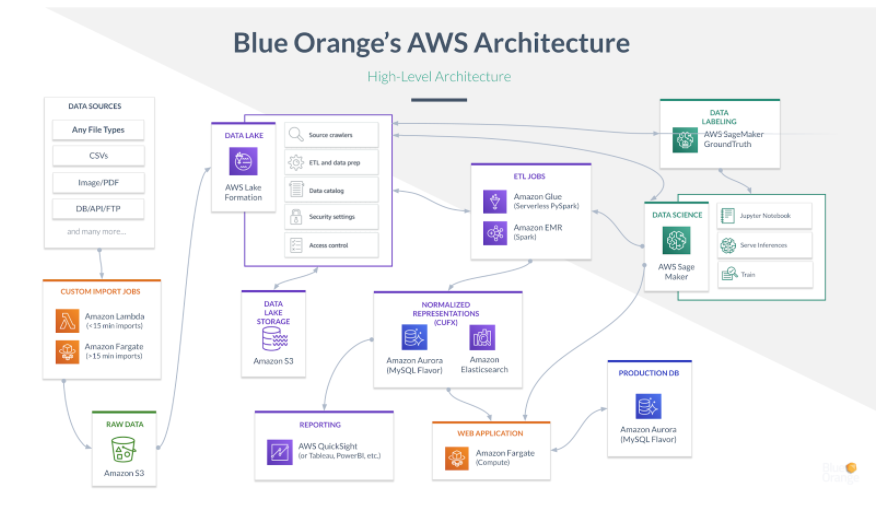 Blue Orange's AWS Architecture
High-Level Architecture
DATA SOURCES
Any File Types
CSVs
Image/PDF
DB/API/FTP
and many more...
CUSTOM IMPORT JOBS
Amazon Lambda
(<15 min imports)
Amazon Fargate
(>15 min imports)
RAW DATA
Amazon S3
DATA LAKE
AWS Lake
Formation
Source crawlers
ETL and data prep
Data catalog
Security settings
Access control
DATA
LAKE
STORAGE
Amazon S3
ETL JOBS
Amazon Glue
(Serverless PySpark)
Amazon EMR
(Spark)
NORMALIZED
REPRESENTATIONS
(CUFX)
Amazon Aurora
(MySQL Flavor)
Amazon
Elasticsearch
REPORTING
AWS QuickSight
(or Tableau, PowerBI, etc.)
WEB APPLICATION
Amazon Fargate
(Compute)
DATA
LABELING
AWS SageMaker
GroundTruth
DATA SCIENCE
AWS Sage
Maker
Jupyter Notebook
Serve Inferences
Train
PRODUCTION DB
Amazon Aurora
(MySQL Flavor)
Blue
Orange